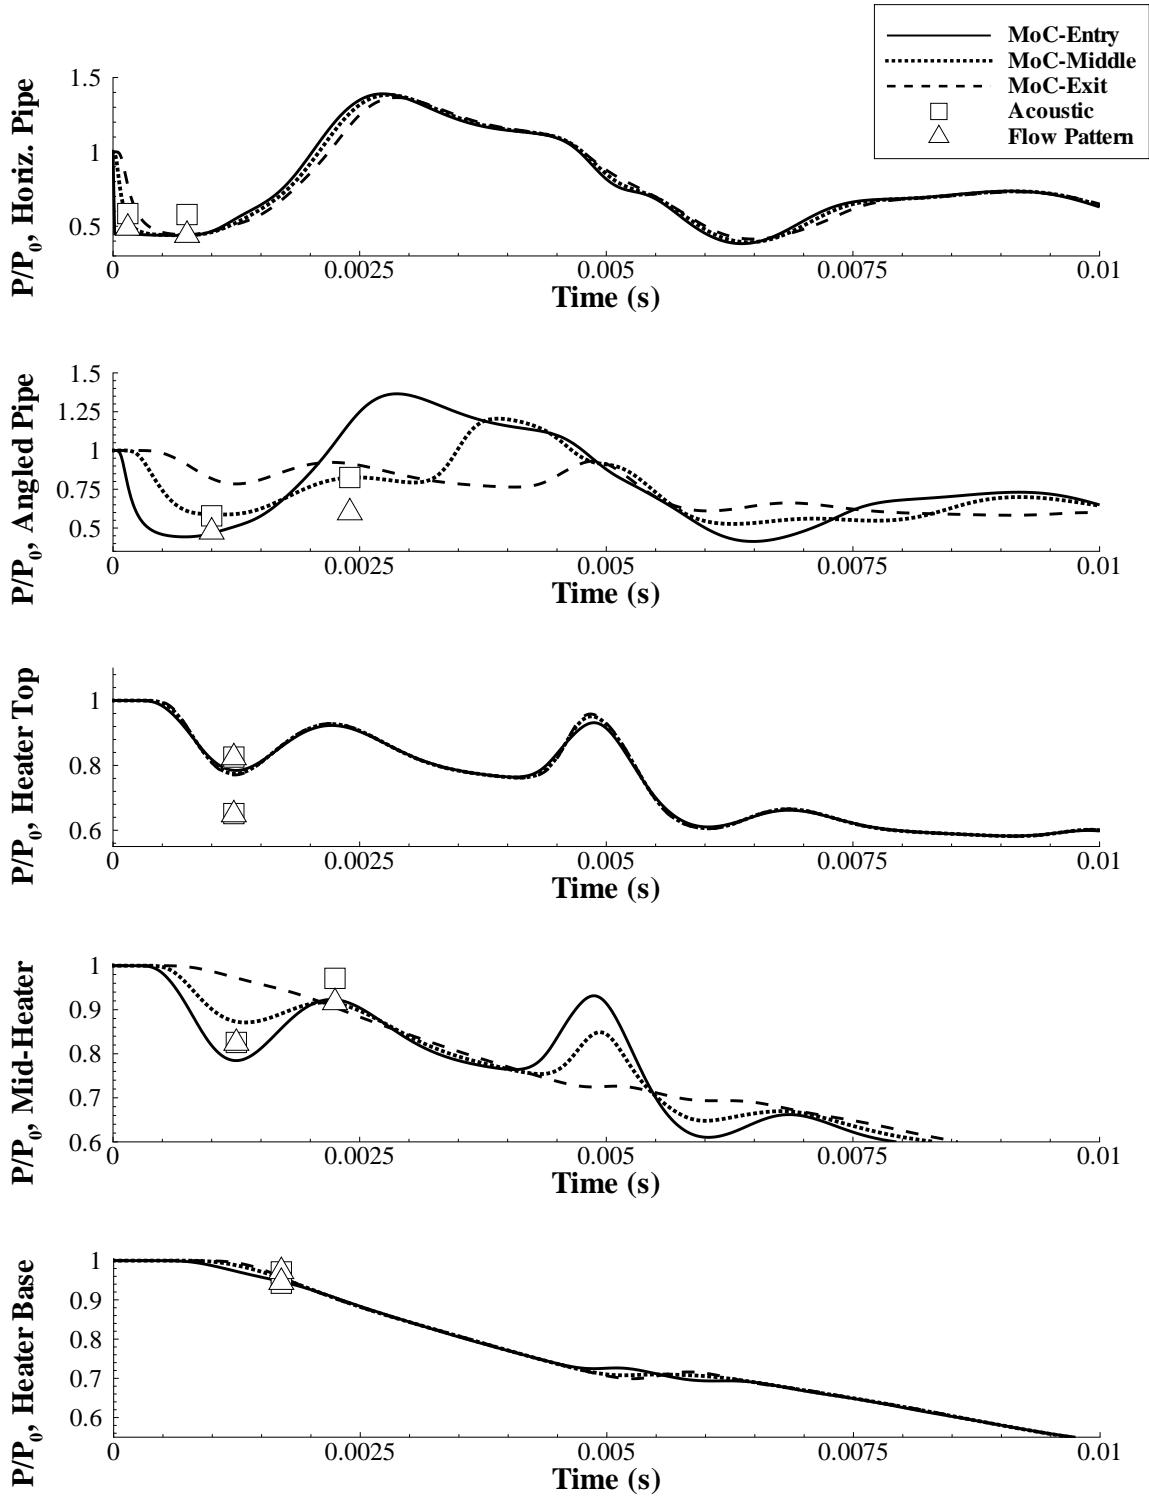 MoC-Entry
MoC-Middle
MoC-Exit
Acoustic
Flow Pattern
P/P0, Horiz. Pipe
1.5
1
0.5
0 0.0025 0.005 0.0075 0.01
Time (s)
P/P0, Angled Pipe
1.5
1.25
1
0.75
0.5
0 0.0025 0.005 0.0075 0.01
Time (s)
P/P0, Heater Top
1
0.8
0.6
0 0.0025 0.005 0.0075 0.01
Time (s)
P/P0, Mid-Heater
1
0.9
0.8
0.7
0.6
0 0.0025 0.005 0.0075 0.01
Time (s)
P/P0, Heater Base
1
0.9
0.8
0.7
0.6
0 0.0025 0.005 0.0075 0.01
Time (s)